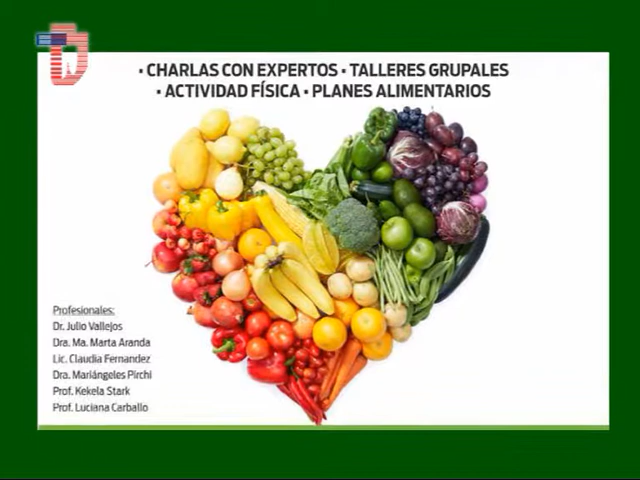 • CHARLAS CON EXPERTOS • TALLERES GRUPALES
• ACTIVIDAD FÍSICA • PLANES ALIMENTARIOS
Profesionales:
Dr. Julio Vallejos
Dra. Ma. Marta Aranda
Lic. Claudia Fernandez
Dra. Mariángeles Pirchi
Prof. Kekela Stark
Prof. Luciana Carballo